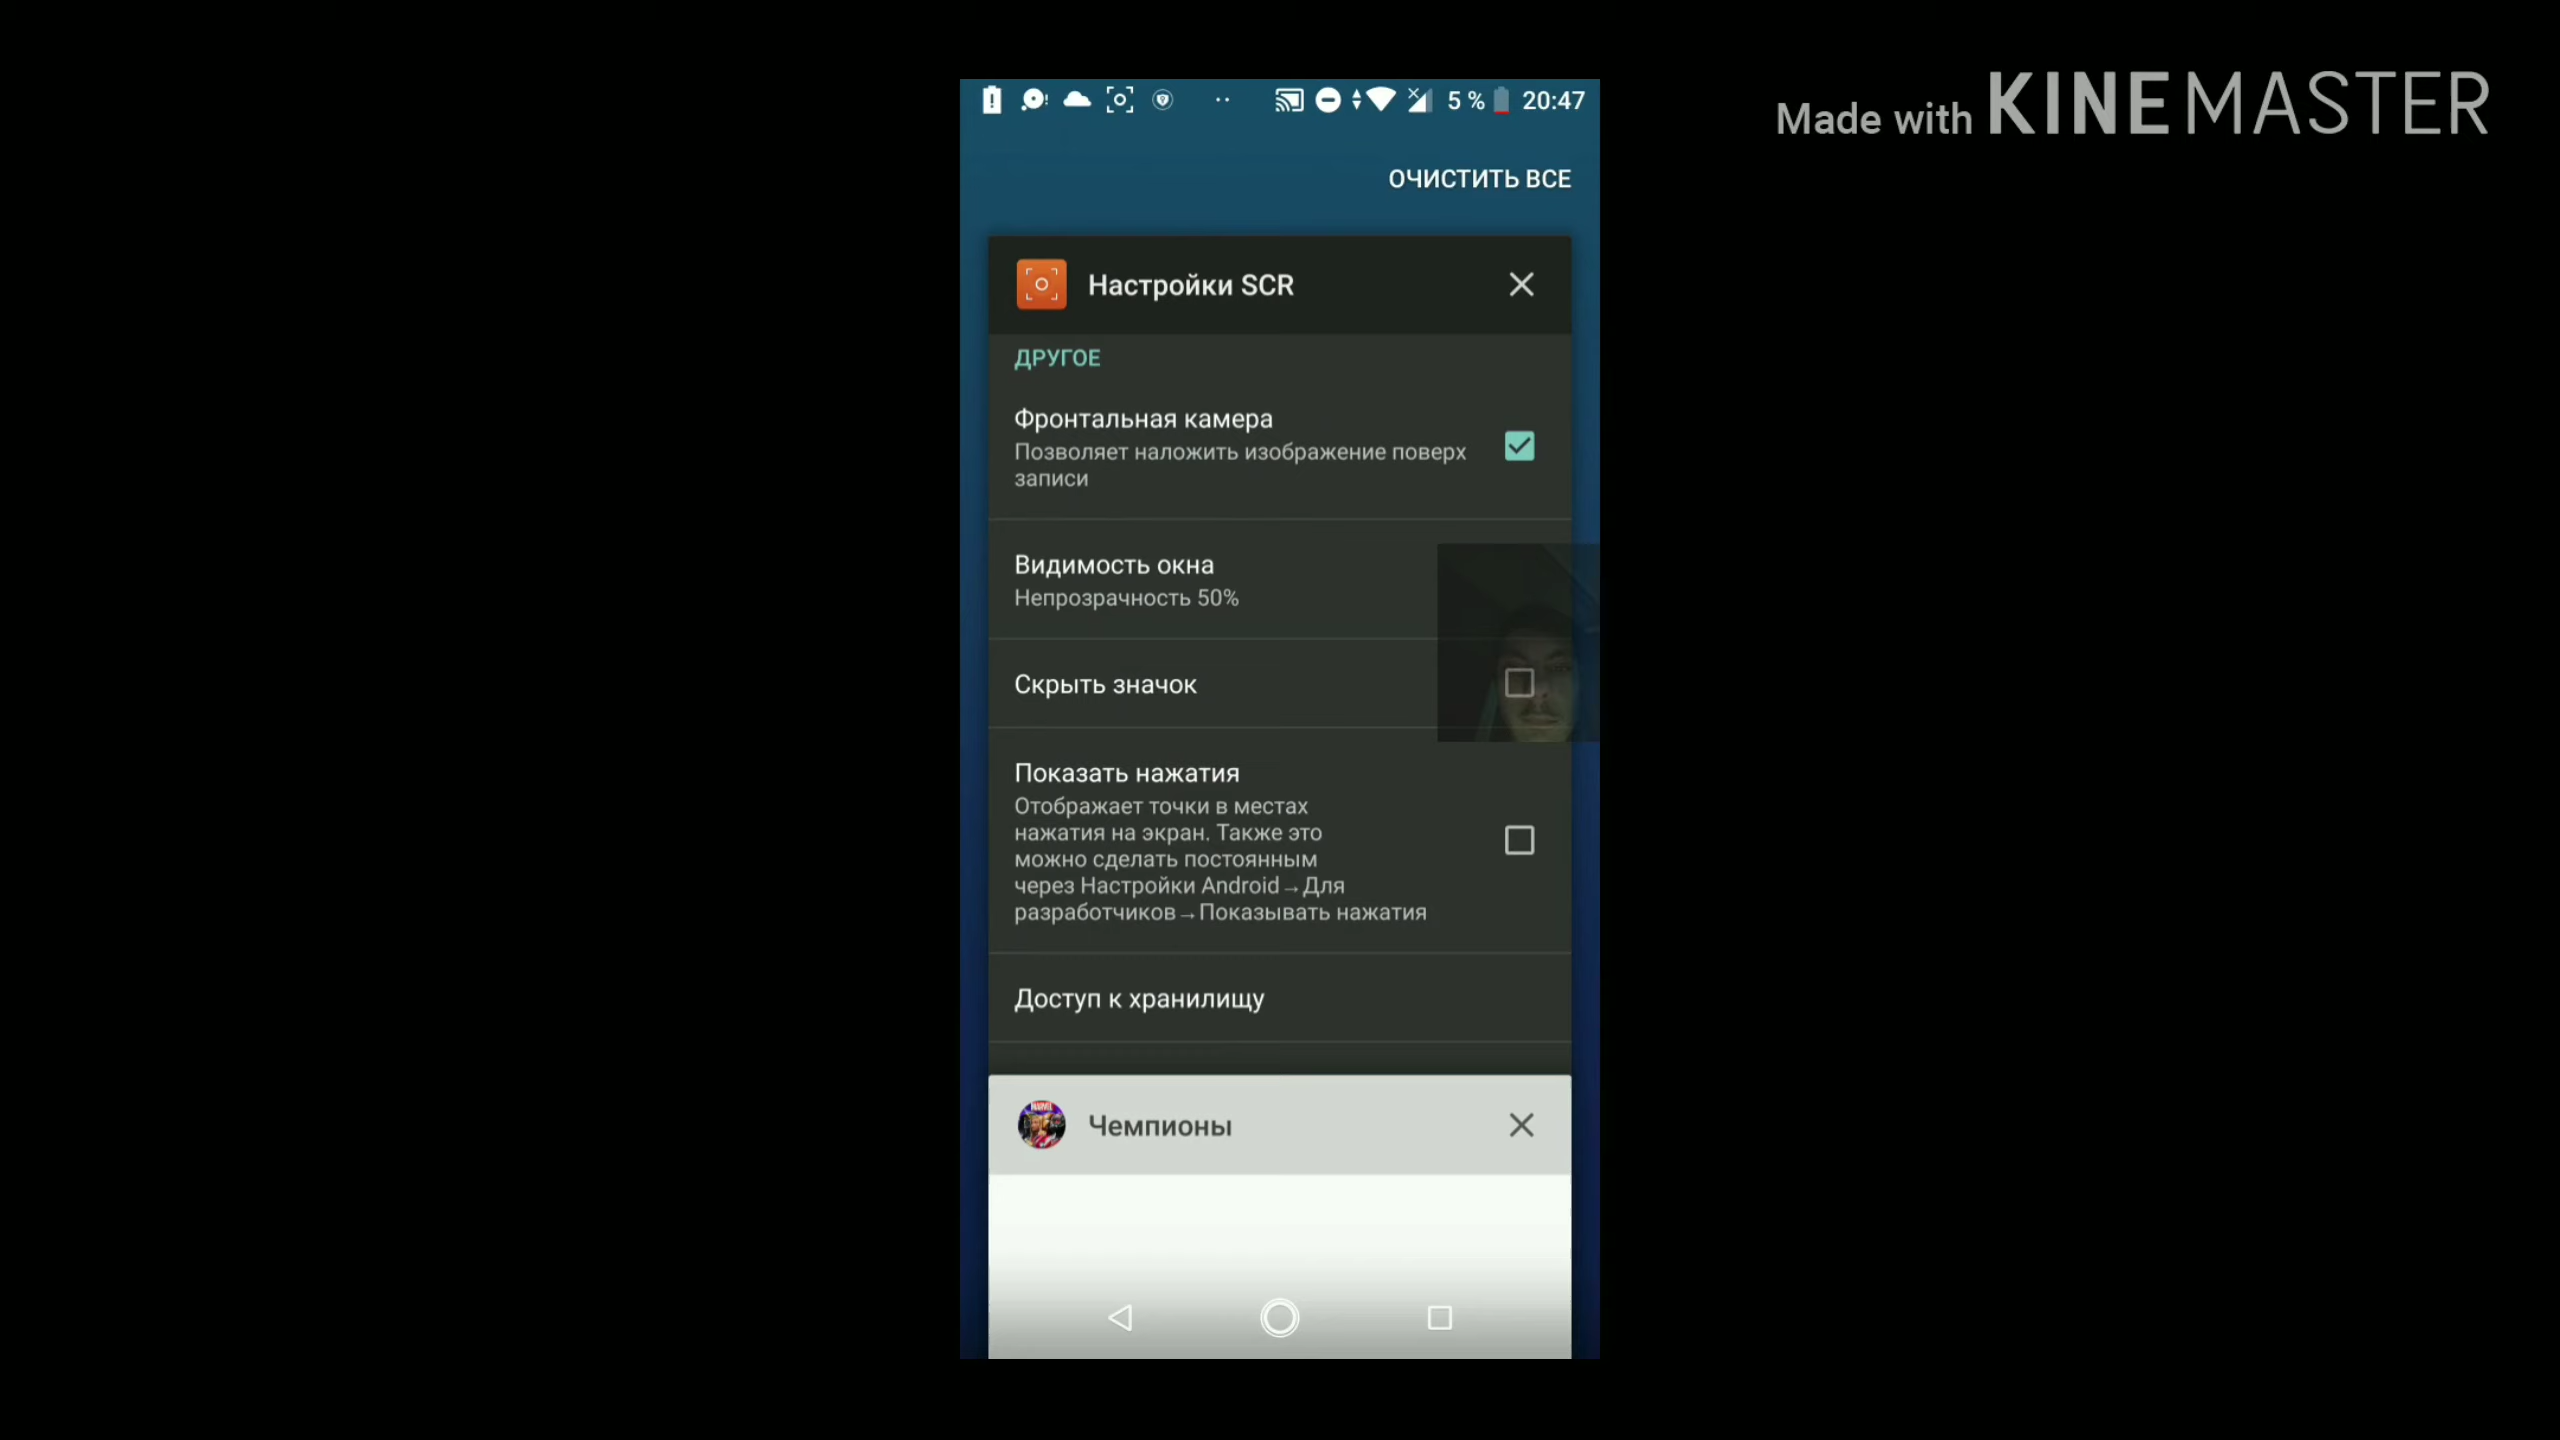 Made with KINEMASTER
5 % 20:47
ОЧИСТИТЬ ВСЕ
Настройки SCR
ДРУГОЕ
Фронтальная камера
Позволяет наложить изображение поверх
записи
Видимость окна
Непрозрачность 50%
Скрыть значок
Показать нажатия
Отображает точки в местах
нажатия на экран. Также это
можно сделать постоянным
через Настройки Android→Для
разработчиков→Показывать нажатия
Доступ к хранилищу
MARVEL
Чемпионы